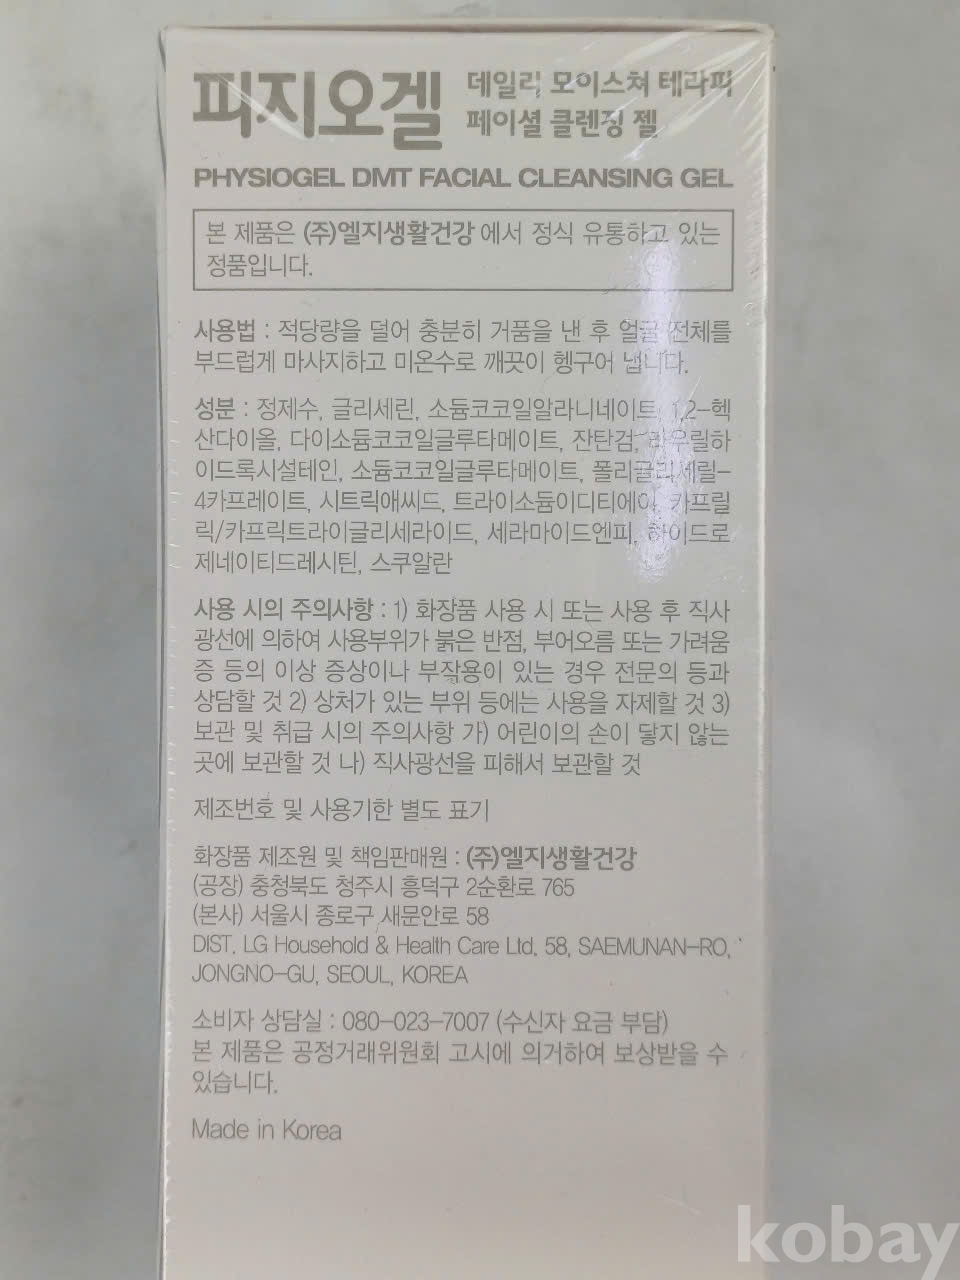 피지오겔 데일리 모이스쳐 테라피
페이셜 클렌징 젤
PHYSIOGEL DMT FACIAL CLEANSING GEL
본 제품은 (주)엘지생활건강에서 정식 유통하고 있는
정품입니다.
사용법 : 적당량을 덜어 충분히 거품을 낸 후 얼굴 전체를
부드럽게 마사지하고 미온수로 깨끗이 헹구어 냅니다.
성분 : 정제수, 글리세린, 소듐코코일알라니네이트, 1,2-헥
산다이올, 다이소듐코코일글루타메이트, 잔탄검, 라우릴하
이드록시설테인, 소듐코코일글루타메이트, 폴리글리세릴-
4카프레이트, 시트릭애씨드, 트라이소듐이디티에이, 카프릴
릭/카프릭트라이글리세라이드, 세라마이드엔피, 하이드로
제네이티드레시틴, 스쿠알란
사용 시의 주의사항 : 1) 화장품 사용 시 또는 사용 후 직사
광선에 의하여 사용부위가 붉은 반점, 부어오름 또는 가려움
증 등의 이상 증상이나 부작용이 있는 경우 전문의 등과
상담할 것 2) 상처가 있는 부위 등에는 사용을 자제할 것 3)
보관 및 취급 시의 주의사항 가) 어린이의 손이 닿지 않는
곳에 보관할 것 나) 직사광선을 피해서 보관할 것
제조번호 및 사용기한 별도 표기
화장품 제조원 및 책임판매원 : (주)엘지생활건강
(공장) 충청북도 청주시 흥덕구 2순환로 765
(본사) 서울시 종로구 새문안로 58
DIST. LG Household & Health Care Ltd. 58, SAEMUNAN-RO,
JONGNO-GU, SEOUL, KOREA
소비자 상담실 : 080-023-7007 (수신자 요금 부담)
본 제품은 공정거래위원회 고시에 의거하여 보상받을 수
있습니다.
Made in Korea
kobay